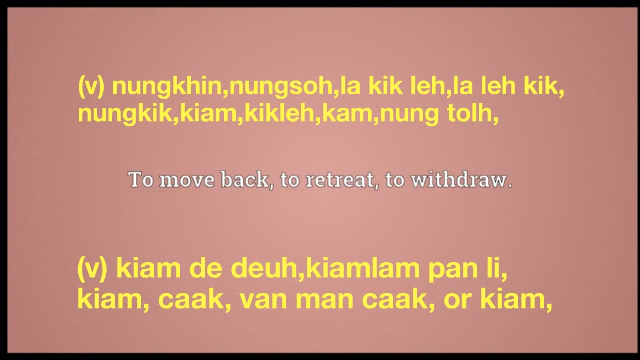 (v) nungkhin,nungsoh,la kik leh,la leh kik,
nungkik,kiam,kikleh,kam,nung tolh,
To move back, to retreat, to withdraw.
(v) kiam de deuh,kiamlam pan li,
kiam, caak, van man caak, or kiam,